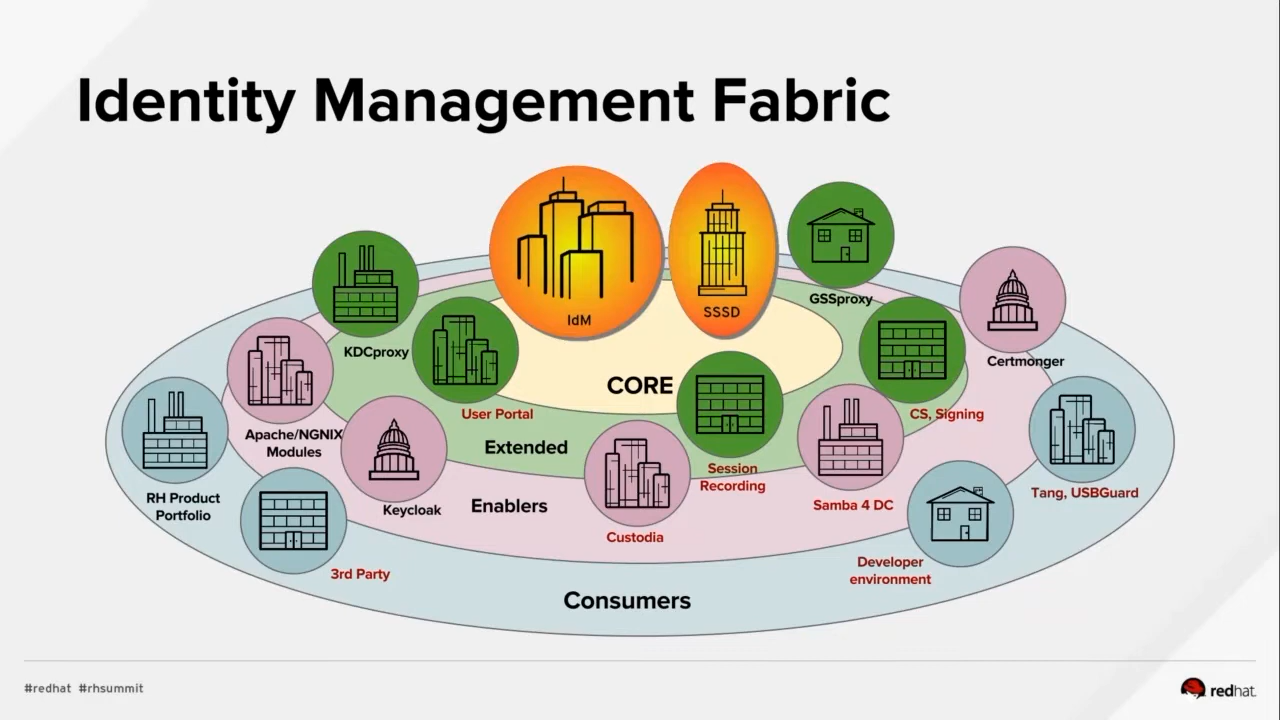 Identity Management Fabric
IdM
SSSD
GSSproxy
KDCproxy
Certmonger
CORE
User Portal
CS, Signing
Apache/NGNIX
Modules
Extended
Session
Recording
RH Product
Portfolio
Keycloak
Enablers
Samba 4 DC
Tang, USBGuard
Custodia
3rd Party
Developer
environment
Consumers
#redhat #rhsummit
redhat.